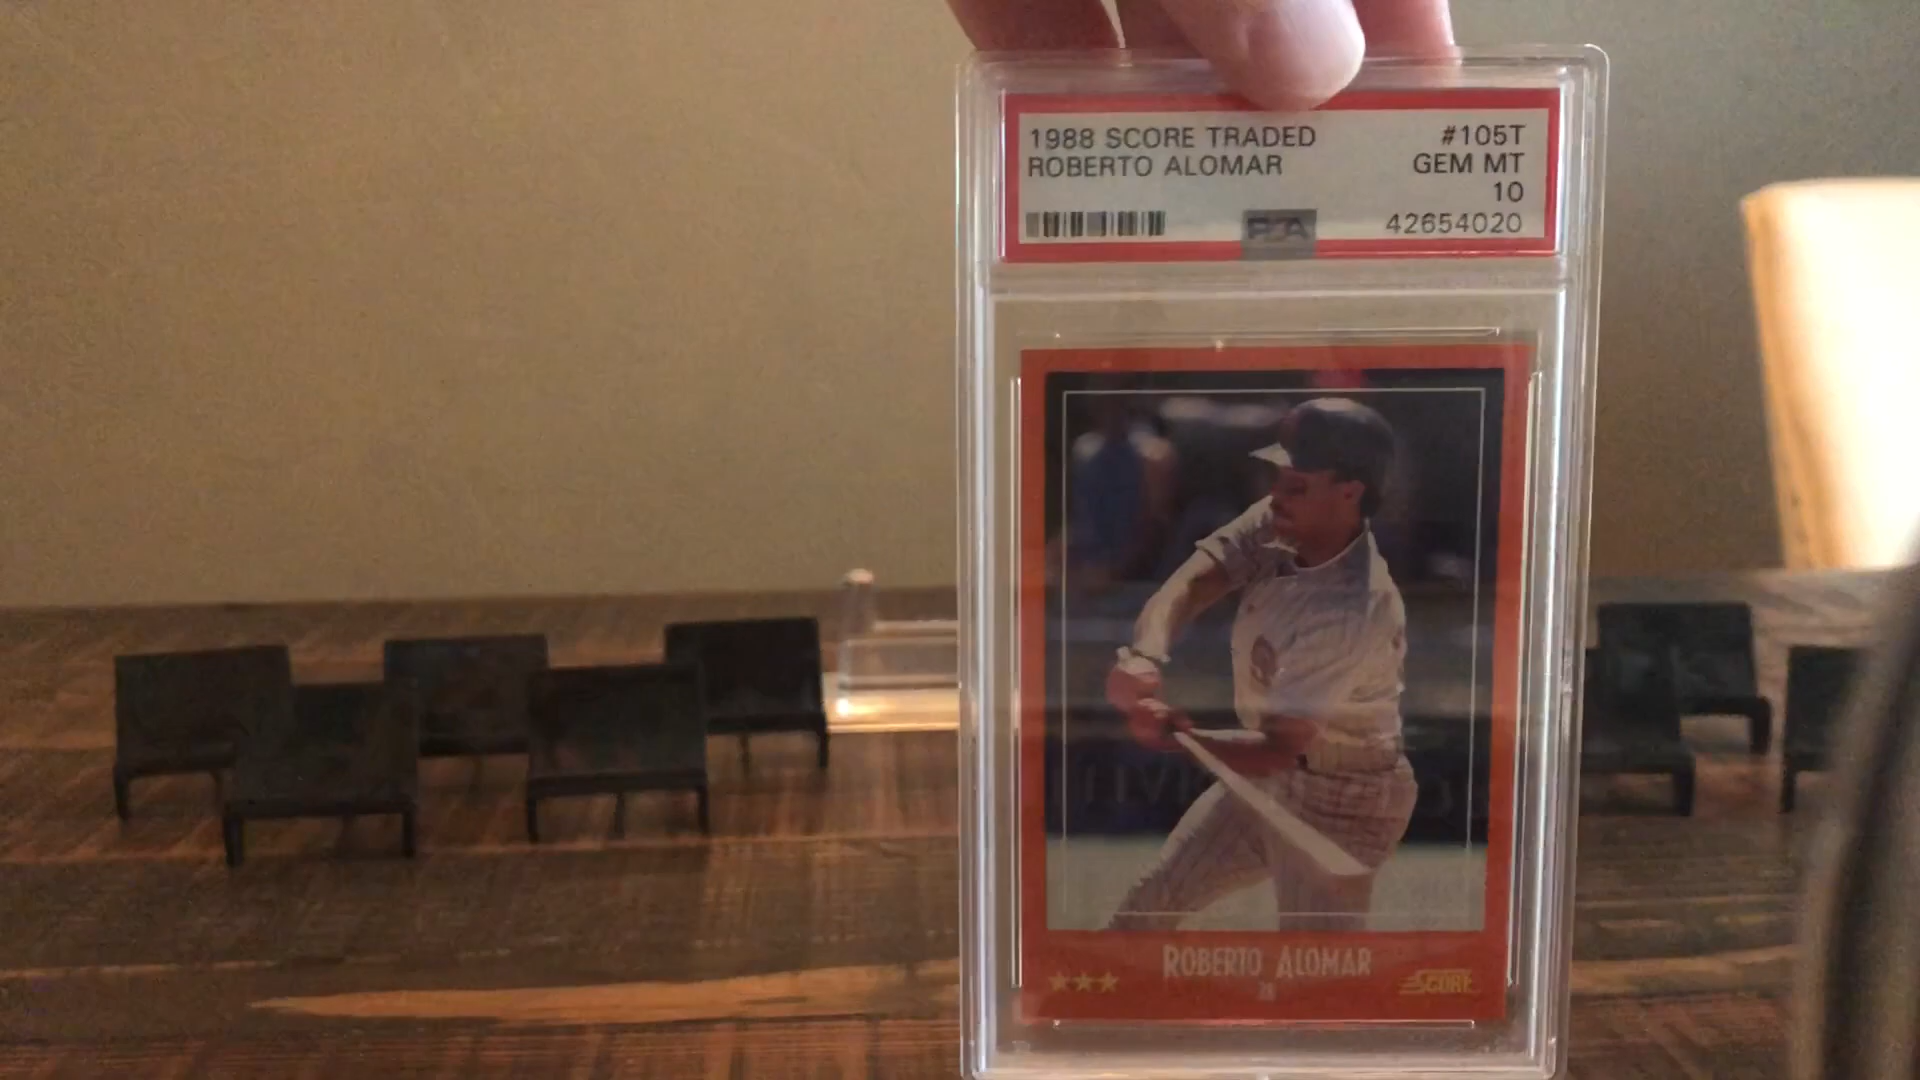 1988 SCORE TRADED #105T
ROBERTO ALOMAR GEM MT
10
PSA 42654020
ROBERTO ALOMAR
2B
SCORE